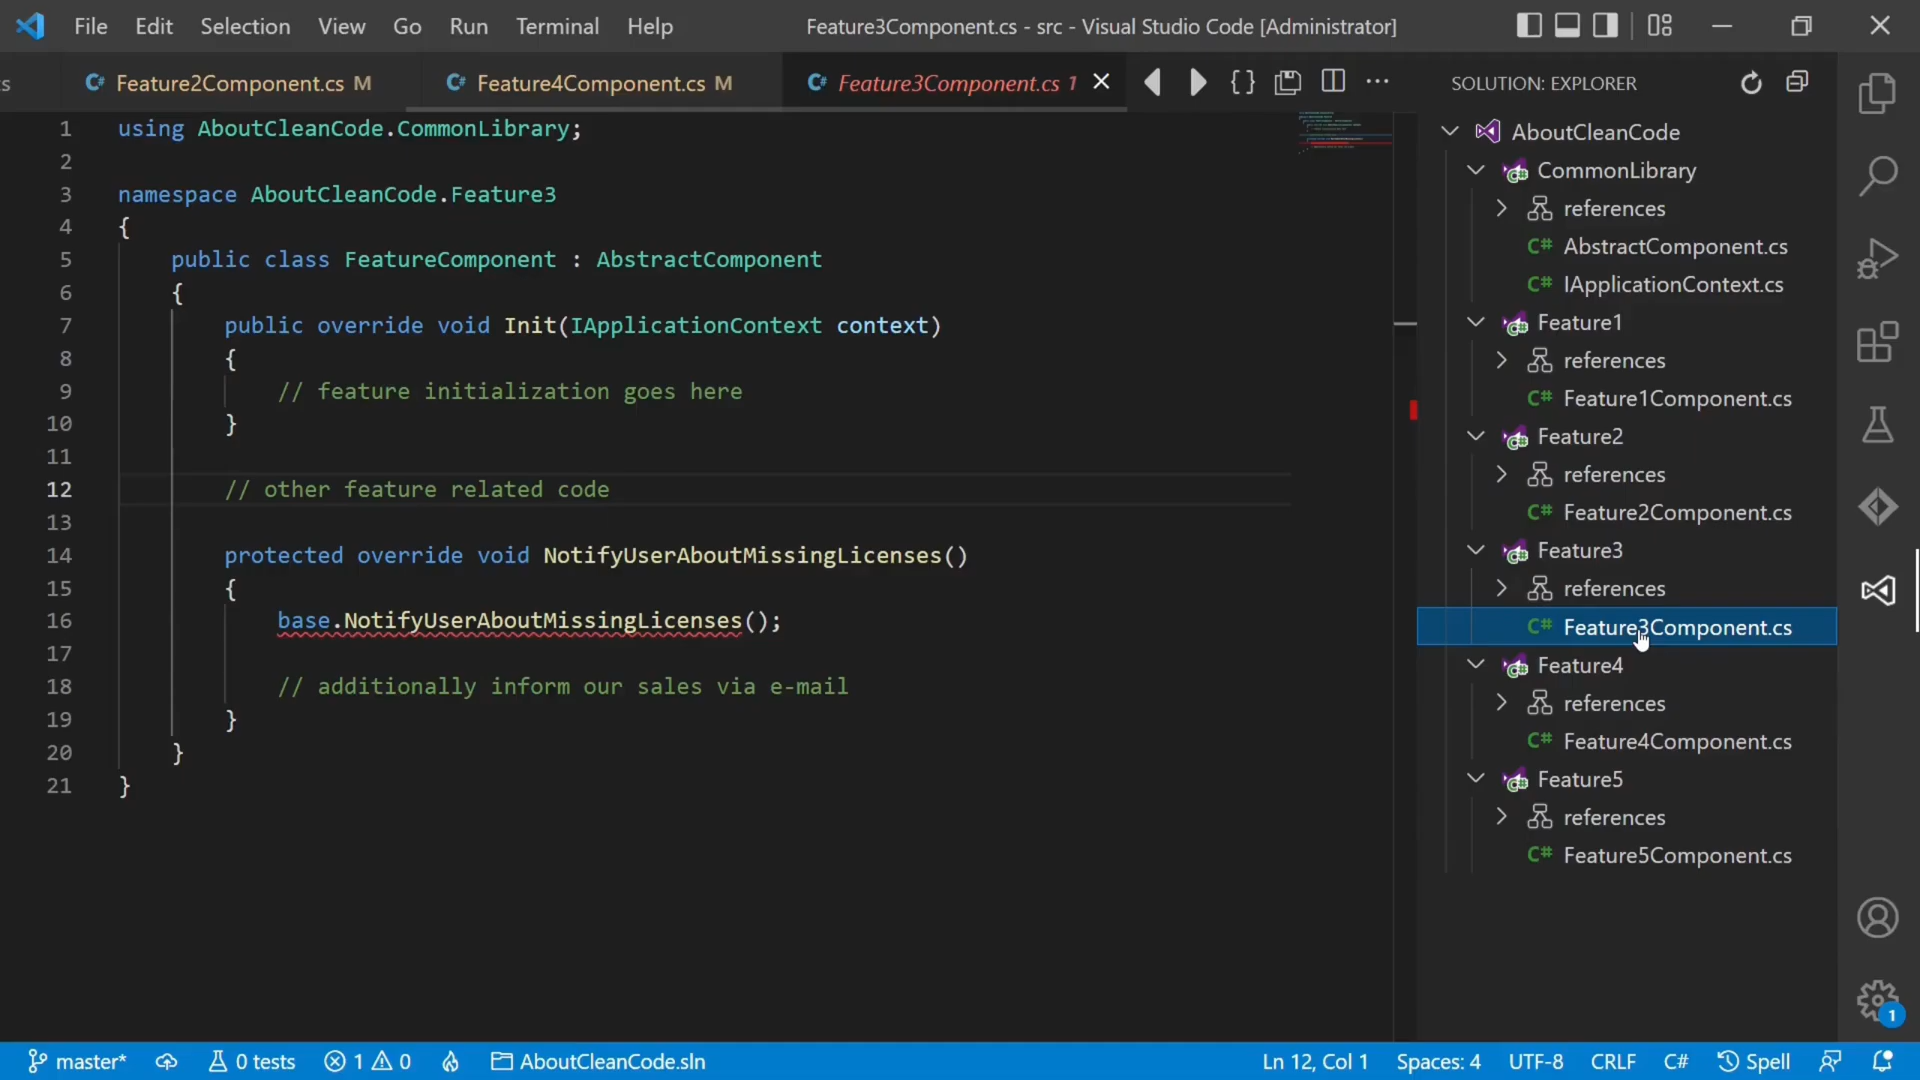 File Edit Selection View Go Run Terminal Help Feature3Component.cs - src - Visual Studio Code [Administrator]
s C# Feature2Component.cs M C# Feature4Component.cs M C# Feature3Component.cs 1
1 using AboutCleanCode.CommonLibrary;
2
3 namespace AboutCleanCode.Feature3
4 {
5 public class FeatureComponent : AbstractComponent
6 {
7 public override void Init(IApplicationContext context)
8 {
9 // feature initialization goes here
10 }
11
12 // other feature related code
13
14 protected override void NotifyUserAboutMissingLicenses()
15 {
16 base.NotifyUserAboutMissingLicenses();
17
18 // additionally inform our sales via e-mail
19 }
20 }
21 }
SOLUTION: EXPLORER
AboutCleanCode
CommonLibrary
references
C# AbstractComponent.cs
C# IApplicationContext.cs
Feature1
references
C# Feature1Component.cs
Feature2
references
C# Feature2Component.cs
Feature3
references
C# Feature3Component.cs
Feature4
references
C# Feature4Component.cs
Feature5
references
C# Feature5Component.cs
1
master* 0 tests 1 0 AboutCleanCode.sln Ln 12, Col 1 Spaces: 4 UTF-8 CRLF C# Spell